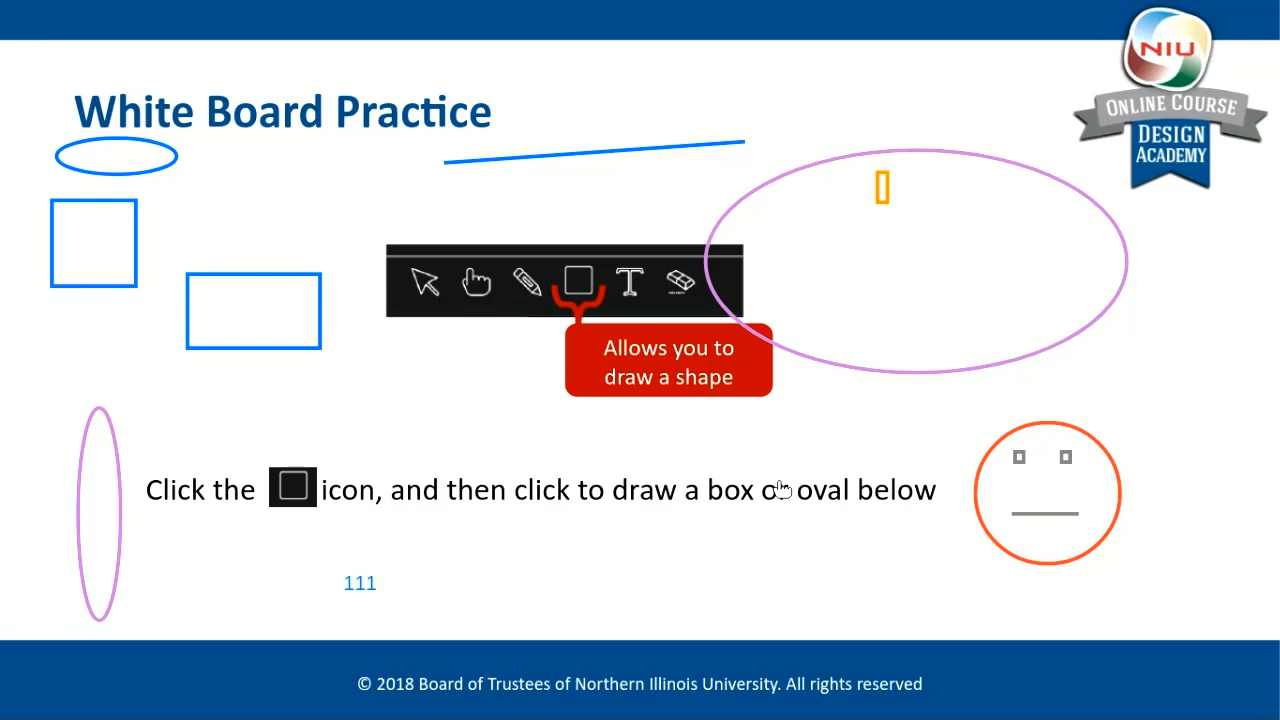 NIU
ONLINE COURSE
DESIGN
ACADEMY
White Board Practice
Allows you to
draw a shape
Click the icon, and then click to draw a box or oval below
111
© 2018 Board of Trustees of Northern Illinois University. All rights reserved